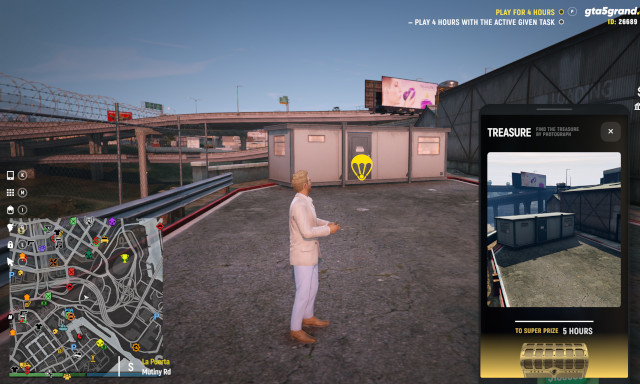 PLAY FOR 4 HOURS
P
gta5grand.
– PLAY 4 HOURS WITH THE ACTIVE GIVEN TASK
ID: 26689
TREASURE
FIND THE TREASURE
BY PHOTOGRAPH
K
M
I
L
S
La Puerta
Mutiny Rd
TO SUPER PRIZE 5 HOURS